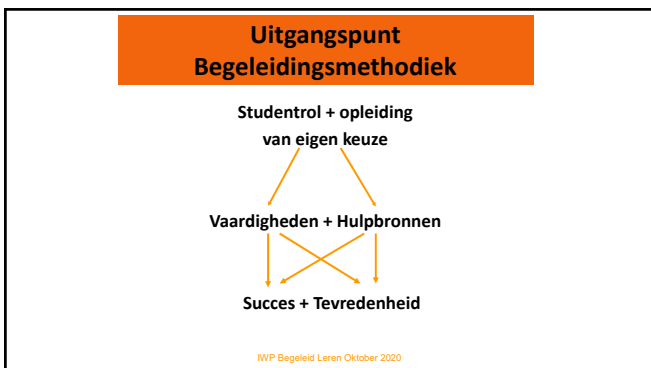 Uitgangspunt
Begeleidingsmethodiek
Studentrol + opleiding
van eigen keuze
Vaardigheden + Hulpbronnen
Succes + Tevredenheid
IWP Begeleid Leren Oktober 2020